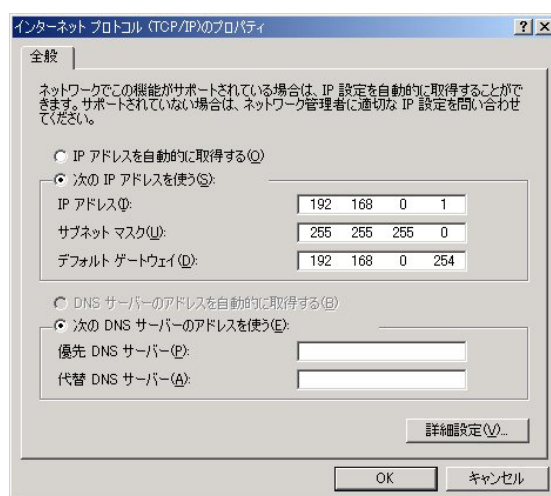 インターネット プロトコル (TCP/IP)のプロパティ
全般
ネットワークでこの機能がサポートされている場合は、IP 設定を自動的に取得することがで
きます。サポートされていない場合は、ネットワーク管理者に適切な IP 設定を問い合わせ
てください。
IP アドレスを自動的に取得する(O)
次の IP アドレスを使う(S):
IP アドレス(I): 192 168 0 1
サブネット マスク(U): 255 255 255 0
デフォルト ゲートウェイ(D): 192 168 0 254
DNS サーバーのアドレスを自動的に取得する(B)
次の DNS サーバーのアドレスを使う(E):
優先 DNS サーバー(P):
代替 DNS サーバー(A):
詳細設定(V)...
OK キャンセル